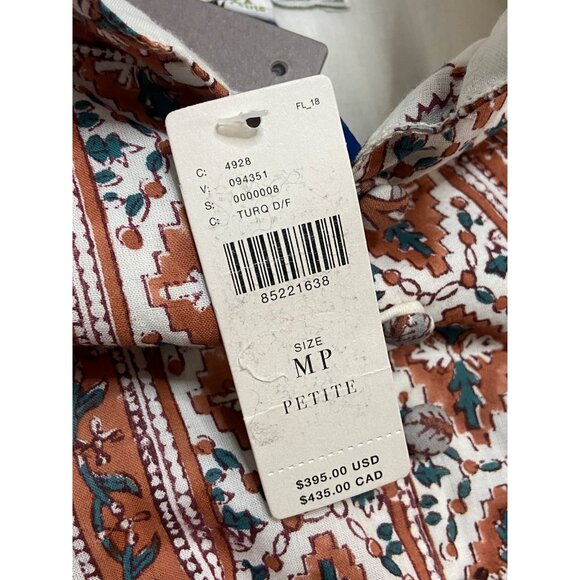 FL_18
C: 4928
V: 094351
S: 0000008
C: TURQ D/F
85221638
SIZE
MP
PETITE
$395.00 USD
$435.00 CAD